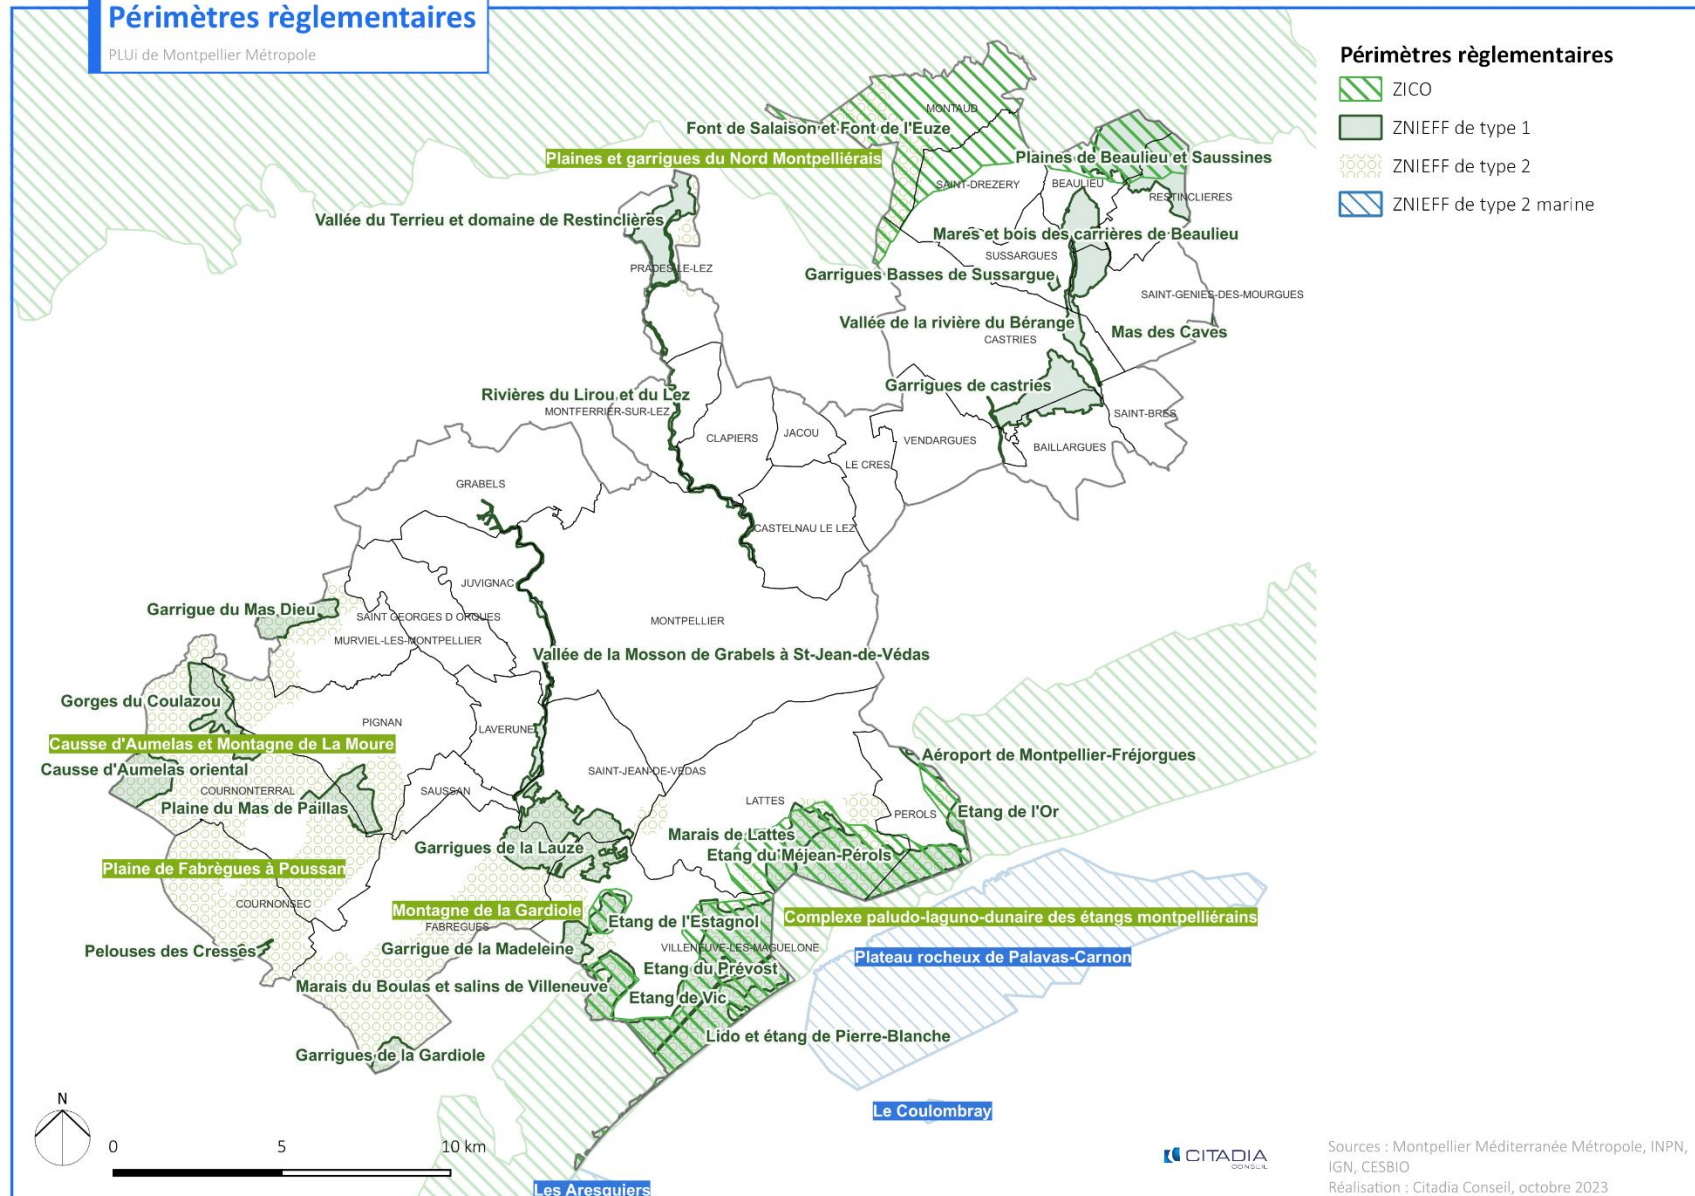 Périmètres règlementaires
PLUi de Montpellier Métropole
Périmètres règlementaires
ZICO
ZNIEFF de type 1
ZNIEFF de type 2
ZNIEFF de type 2 marine
MONTAUD
Font de Salaison et Font de l'Euze
Plaines et garrigues du Nord Montpelliérais
Plaines de Beaulieu et Saussines
SAINT-DREZERY
BEAULIEU
RESTINCLIERES
Vallée du Terrieu et domaine de Restinclières
Mares et bois des carrières de Beaulieu
SUSSARGUES
PRADES-LE-LEZ
Garrigues Basses de Sussargue
SAINT-GENIES-DES-MOURGUES
Vallée de la rivière du Bérange
Mas des Caves
CASTRIES
Garrigues de castries
Rivières du Lirou et du Lez
MONTFERRIER-SUR-LEZ
SAINT-BRES
CLAPIERS
JACOU
VENDARGUES
BAILLARGUES
LE CRES
GRABELS
CASTELNAU LE LEZ
JUVIGNAC
Garrigue du Mas Dieu
SAINT GEORGES D ORQUES
MONTPELLIER
MURVIEL-LES-MONTPELLIER
Vallée de la Mosson de Grabels à St-Jean-de-Védas
Gorges du Coulazou
PIGNAN
LAVERUNE
Causse d'Aumelas et Montagne de La Moure
Aéroport de Montpellier-Fréjorgues
Causse d'Aumelas oriental
SAINT-JEAN-DE-VEDAS
COURNONTERRAL
SAUSSAN
LATTES
Plaine du Mas de Paillas
PEROLS
Etang de l'Or
Marais de Lattes
Garrigues de la Lauze
Etang du Méjean-Pérols
Plaine de Fabrègues à Poussan
COURNONSEC
Montagne de la Gardiole
Complexe paludo-laguno-dunaire des étangs montpelliérains
Etang de l'Estagnol
FABREGUES
Garrigue de la Madeleine
VILLENEUVE-LES-MAGUELONE
Pelouses des Cresses
Plateau rocheux de Palavas-Carnon
Etang du Prévost
Marais du Boulas et salins de Villeneuve
Etang de Vic
Lido et étang de Pierre-Blanche
Garrigues de la Gardiole
Le Coulombray
N
0 5 10 km
Les Aresquiers
CITADIA
CONSEIL
Sources : Montpellier Méditerranée Métropole, INPN,
IGN, CESBIO
Réalisation : Citadia Conseil, octobre 2023